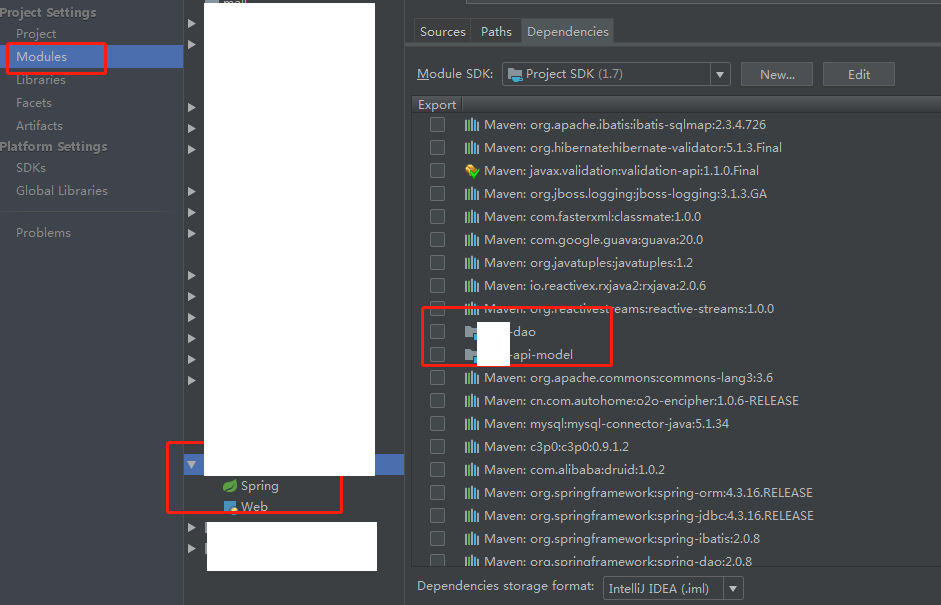 Project Settings
Project
Modules
Libraries
Facets
Artifacts
Platform Settings
SDKs
Global Libraries
Problems
Spring
Web
Sources
Paths
Dependencies
Module SDK:
Project SDK (1.7)
New...
Edit
Export
Maven: org.apache.ibatis:ibatis-sqlmap:2.3.4.726
Maven: org.hibernate:hibernate-validator:5.1.3.Final
Maven: javax.validation:validation-api:1.1.0.Final
Maven: org.jboss.logging:jboss-logging:3.1.3.GA
Maven: com.fasterxml:classmate:1.0.0
Maven: com.google.guava:guava:20.0
Maven: org.javatuples:javatuples:1.2
Maven: io.reactivex.rxjava2:rxjava:2.0.6
Maven: org.reactivestreams:reactive-streams:1.0.0
-dao
-api-model
Maven: org.apache.commons:commons-lang3:3.6
Maven: cn.com.autohome:o2o-encipher:1.0.6-RELEASE
Maven: mysql:mysql-connector-java:5.1.34
Maven: c3p0:c3p0:0.9.1.2
Maven: com.alibaba:druid:1.0.2
Maven: org.springframework:spring-orm:4.3.16.RELEASE
Maven: org.springframework:spring-jdbc:4.3.16.RELEASE
Maven: org.springframework:spring-ibatis:2.0.8
Maven: org.springframework:spring-dao:2.0.8
Dependencies storage format:
IntelliJ IDEA (.iml)